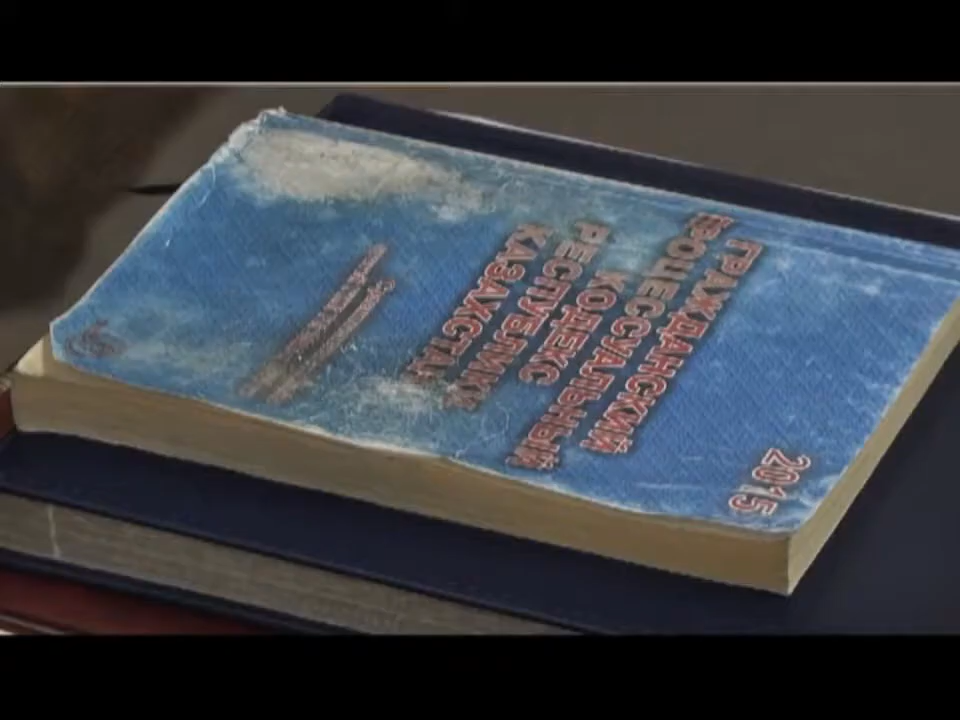 2015
ГРАЖДАНСКИЙ
ПРОЦЕССУАЛЬНЫЙ
КОДЕКС
РЕСПУБЛИКИ
КАЗАХСТАН